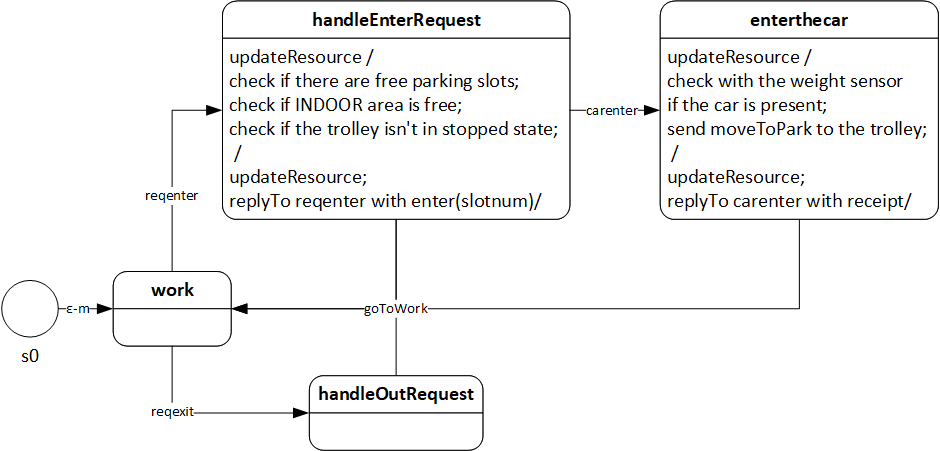 handleEnterRequest
updateResource /
check if there are free parking slots;
check if INDOOR area is free;
check if the trolley isn't in stopped state;
/
updateResource;
replyTo reqenter with enter(slotnum)/
carenter
enterthecar
updateResource /
check with the weight sensor
if the car is present;
send moveToPark to the trolley;
/
updateResource;
replyTo carenter with receipt/
reqenter
work
ε-m
s0
goToWork
reqexit
handleOutRequest